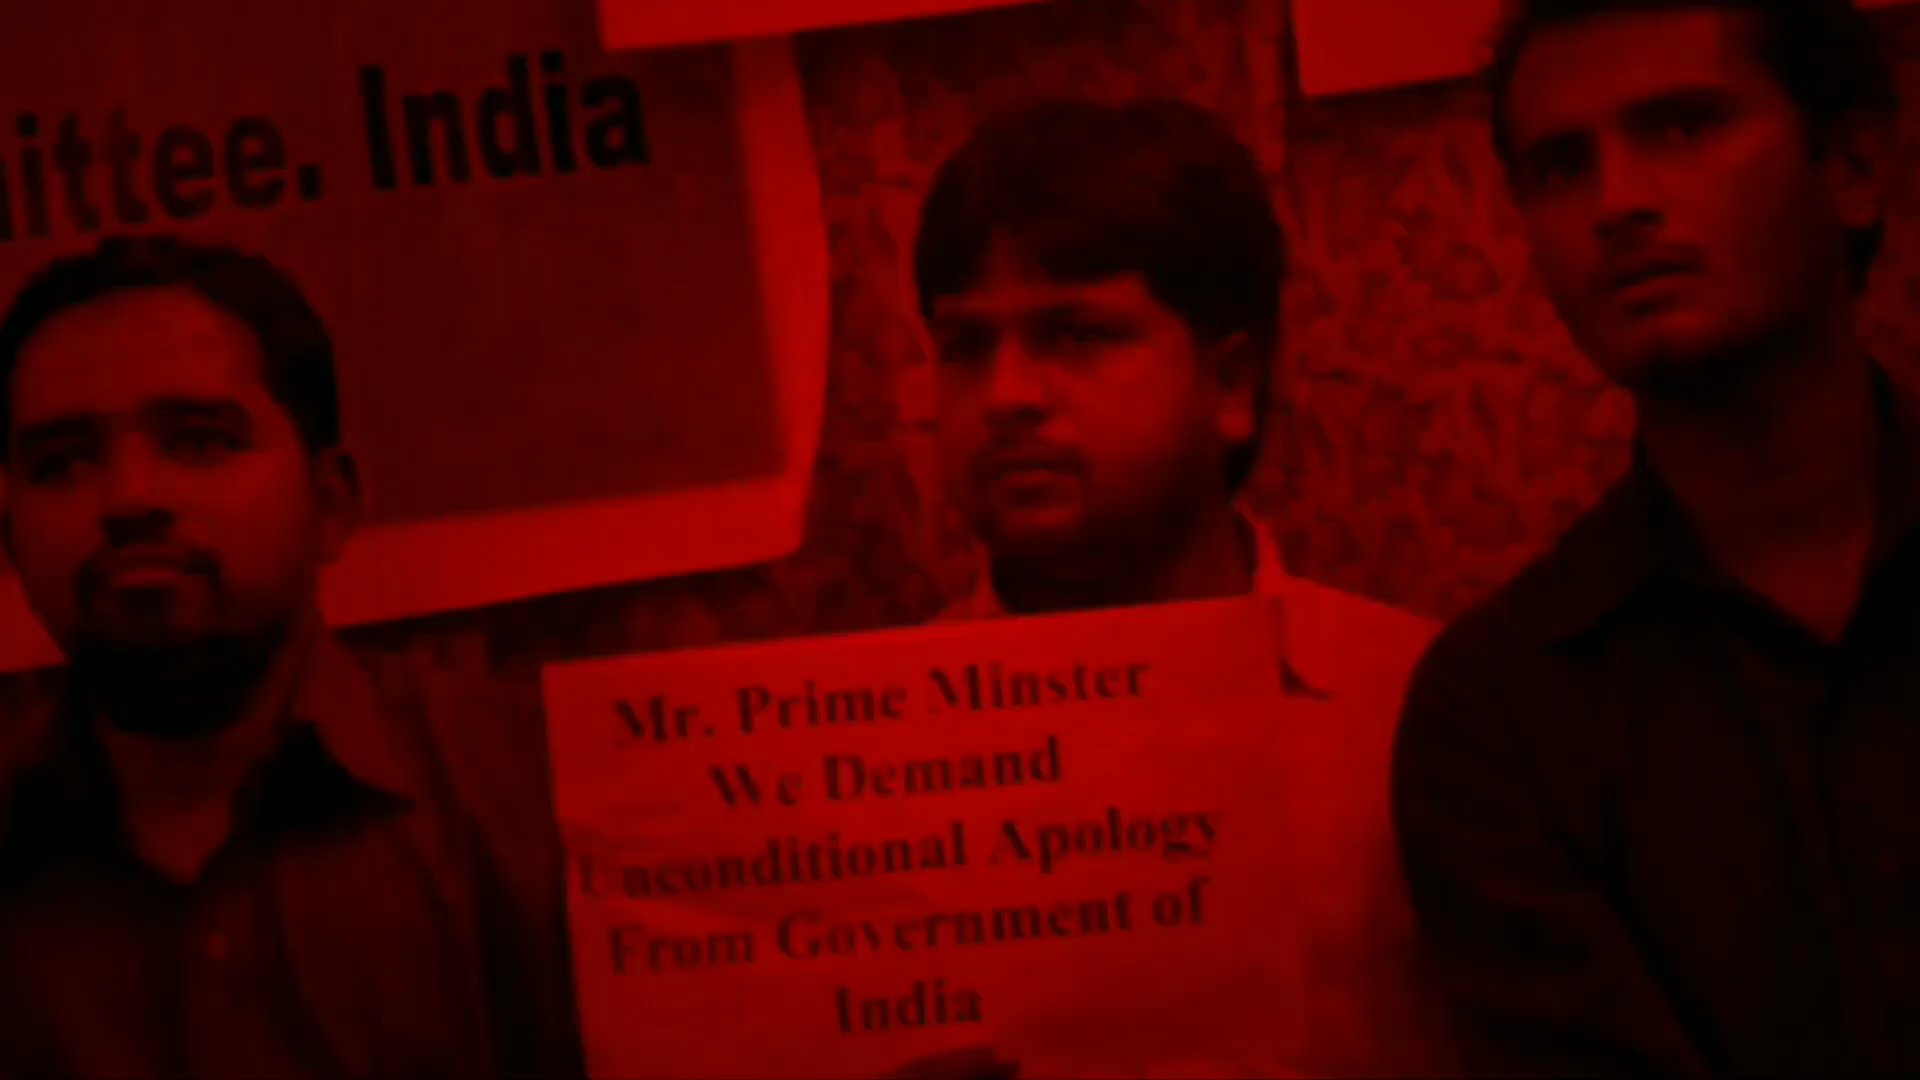 ittee. India
Mr. Prime Minster
We Demand
Unconditional Apology
From Government of
India